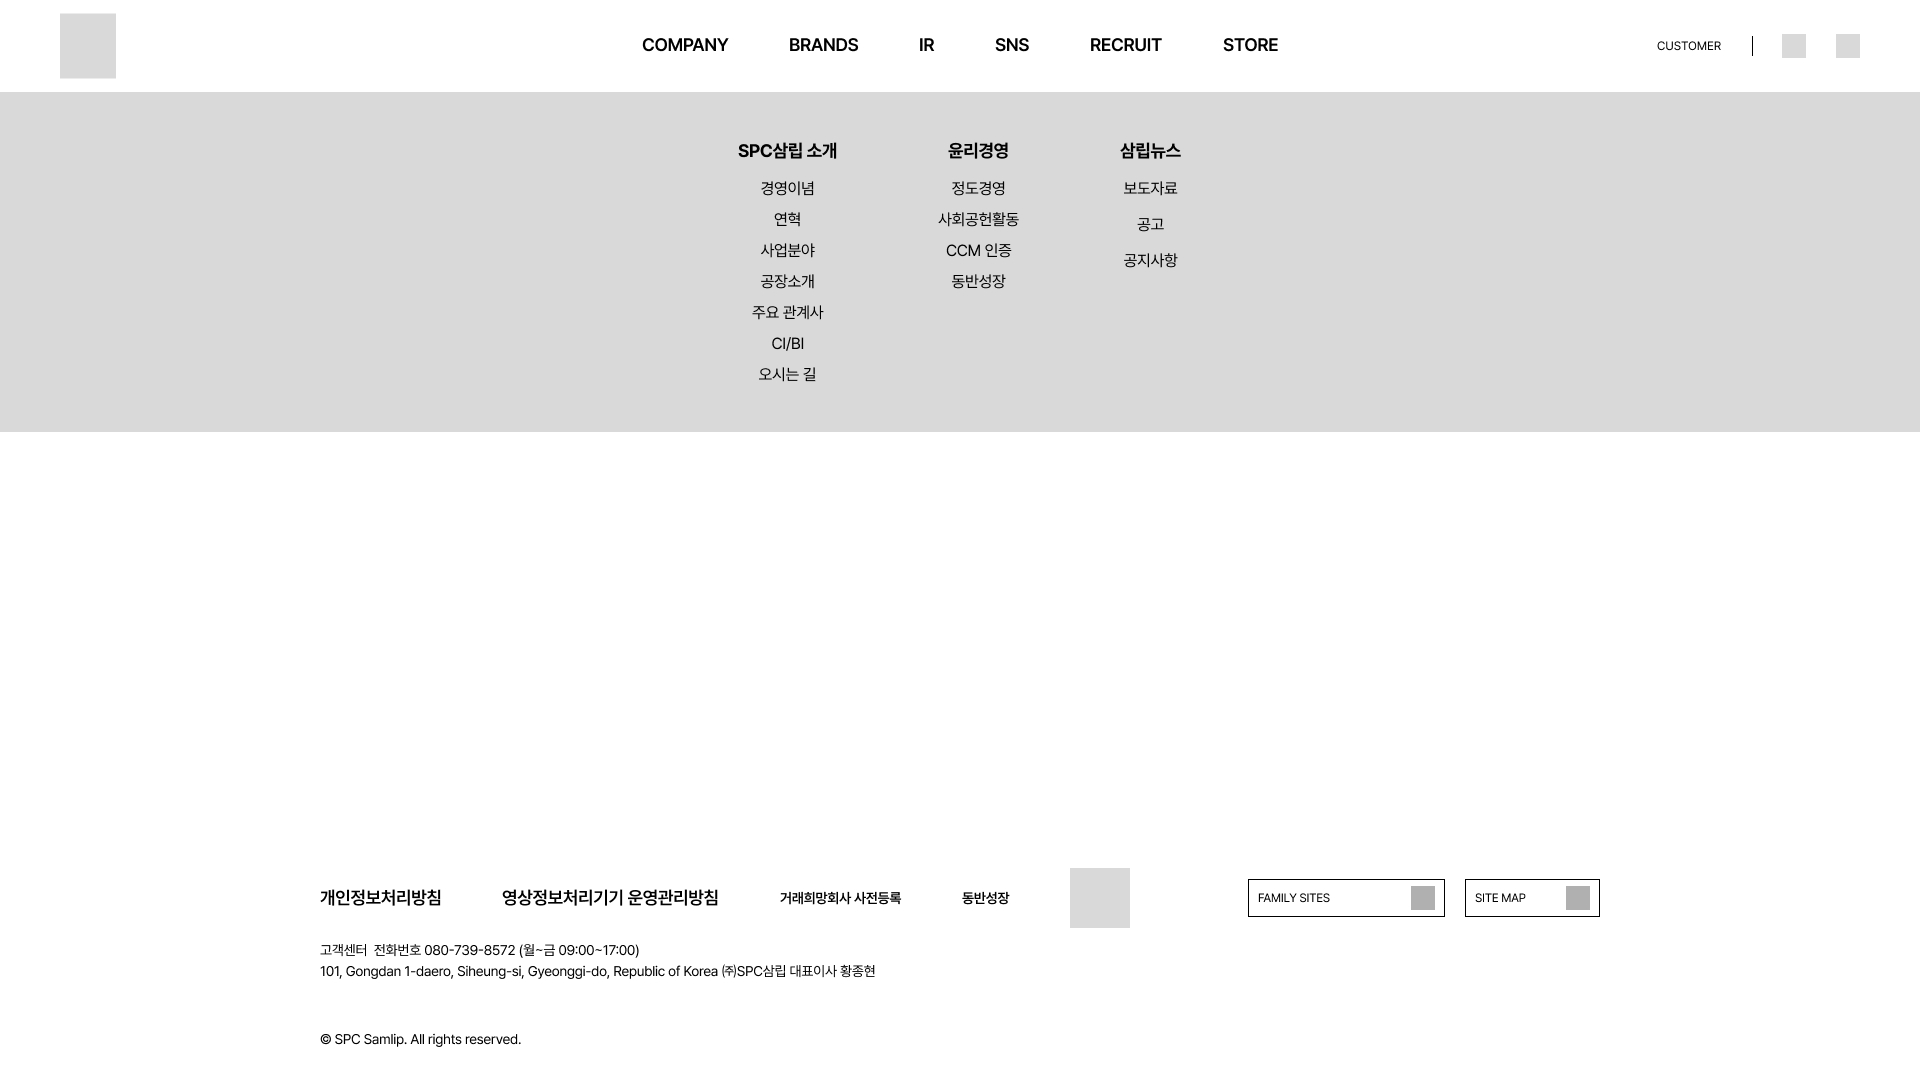 COMPANY BRANDS IR SNS RECRUIT STORE CUSTOMER
SPC삼립 소개
경영이념
연혁
사업분야
공장소개
주요 관계사
CI/BI
오시는 길
윤리경영
정도경영
사회공헌활동
CCM 인증
동반성장
삼립뉴스
보도자료
공고
공지사항
개인정보처리방침 영상정보처리기기 운영관리방침 거래희망회사 사전등록 동반성장 FAMILY SITES SITE MAP
고객센터 전화번호 080-739-8572 (월~금 09:00~17:00)
101, Gongdan 1-daero, Siheung-si, Gyeonggi-do, Republic of Korea ㈜SPC삼립 대표이사 황종현
© SPC Samlip. All rights reserved.